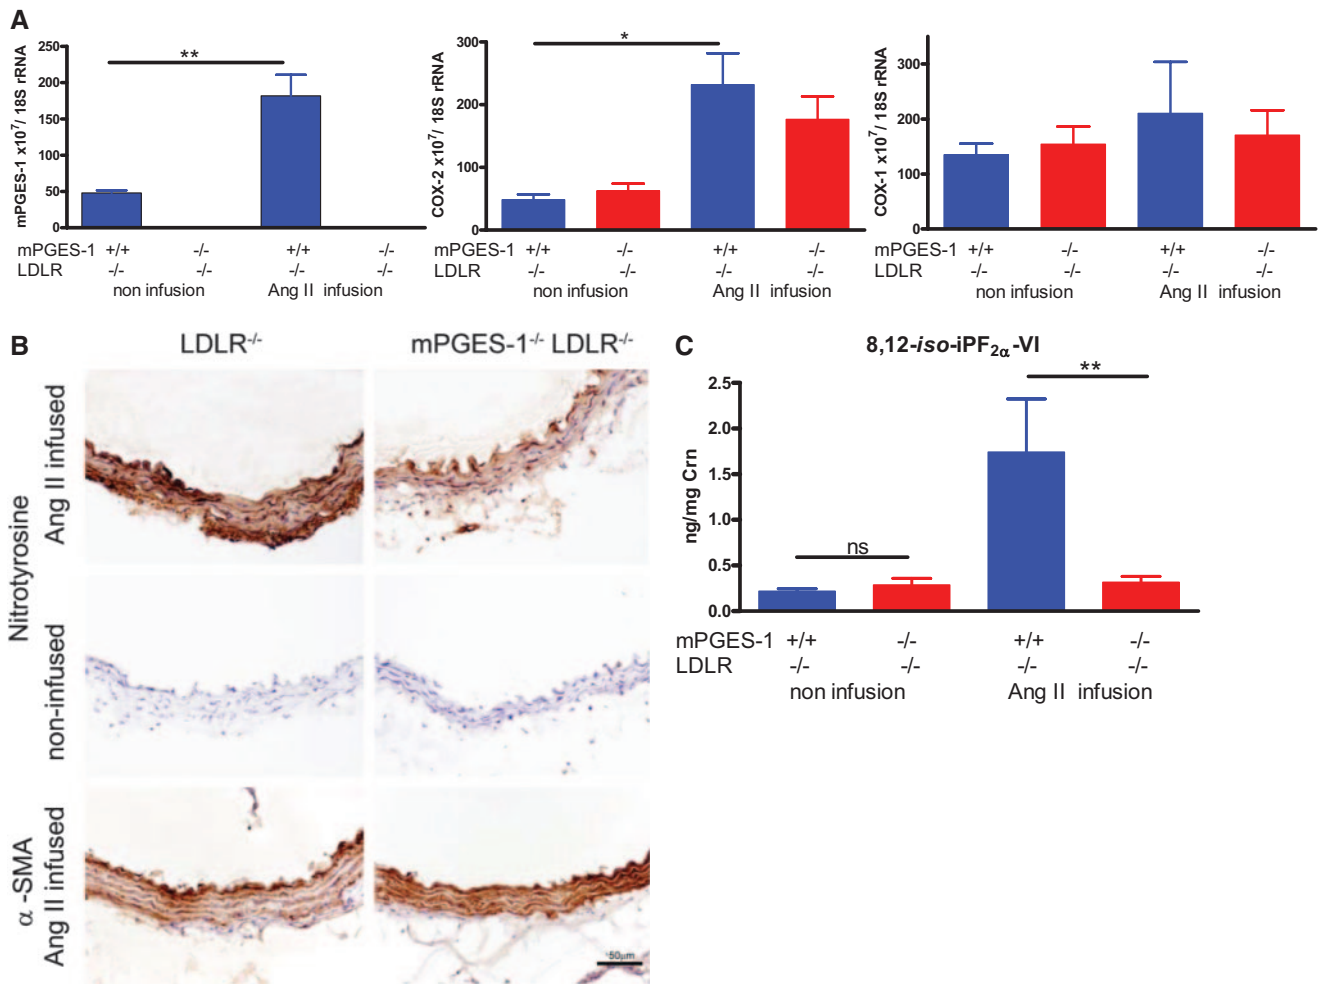 A
mPGES-1 x10⁷/ 18S rRNA
250
200
150
100
50
0
**
mPGES-1 +/+ -/- +/+ -/-
LDLR -/- -/- -/- -/-
non infusion Ang II infusion
COX-2 x10⁷/ 18S rRNA
300
200
100
0
*
mPGES-1 +/+ -/- +/+ -/-
LDLR -/- -/- -/- -/-
non infusion Ang II infusion
COX-1 x10⁷/ 18S rRNA
300
200
100
0
mPGES-1 +/+ -/- +/+ -/-
LDLR -/- -/- -/- -/-
non infusion Ang II infusion
B
LDLR⁻/⁻ mPGES-1⁻/⁻ LDLR⁻/⁻
Nitrotyrosine
Ang II infused
non-infused
α -SMA
Ang II infused
50µm
C
8,12-iso-iPF₂α-VI
ng/mg Crn
2.5
2.0
1.5
1.0
0.5
0.0
ns
**
mPGES-1 +/+ -/- +/+ -/-
LDLR -/- -/- -/- -/-
non infusion Ang II infusion